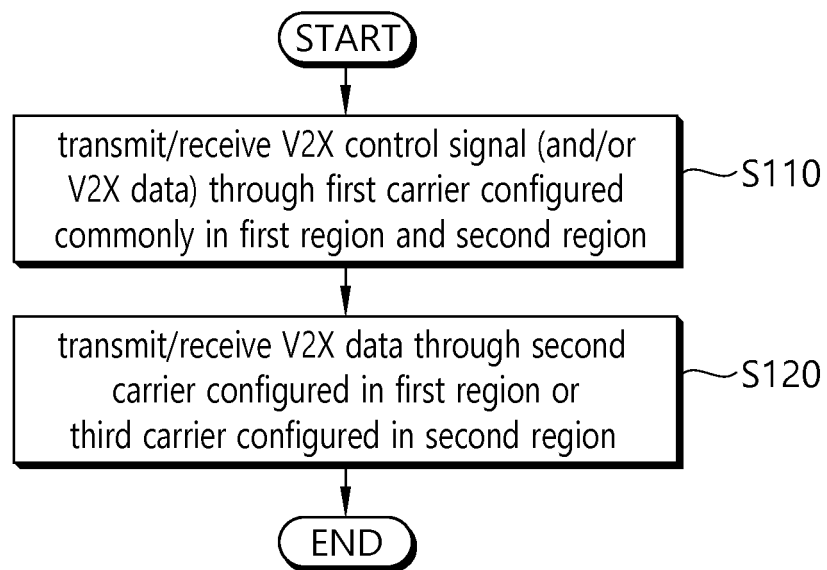 START
transmit/receive V2X control signal (and/or
V2X data) through first carrier configured
commonly in first region and second region
S110
transmit/receive V2X data through second
carrier configured in first region or
third carrier configured in second region
S120
END